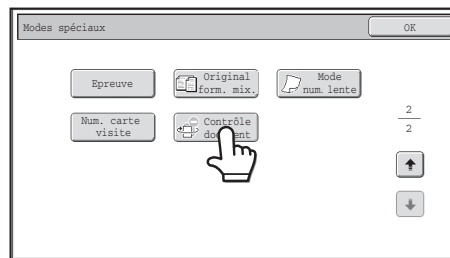 Modes spéciaux
OK
Epreuve
Original
form. mix.
Mode
num. lente
Num. carte
visite
Contrôle
2
2